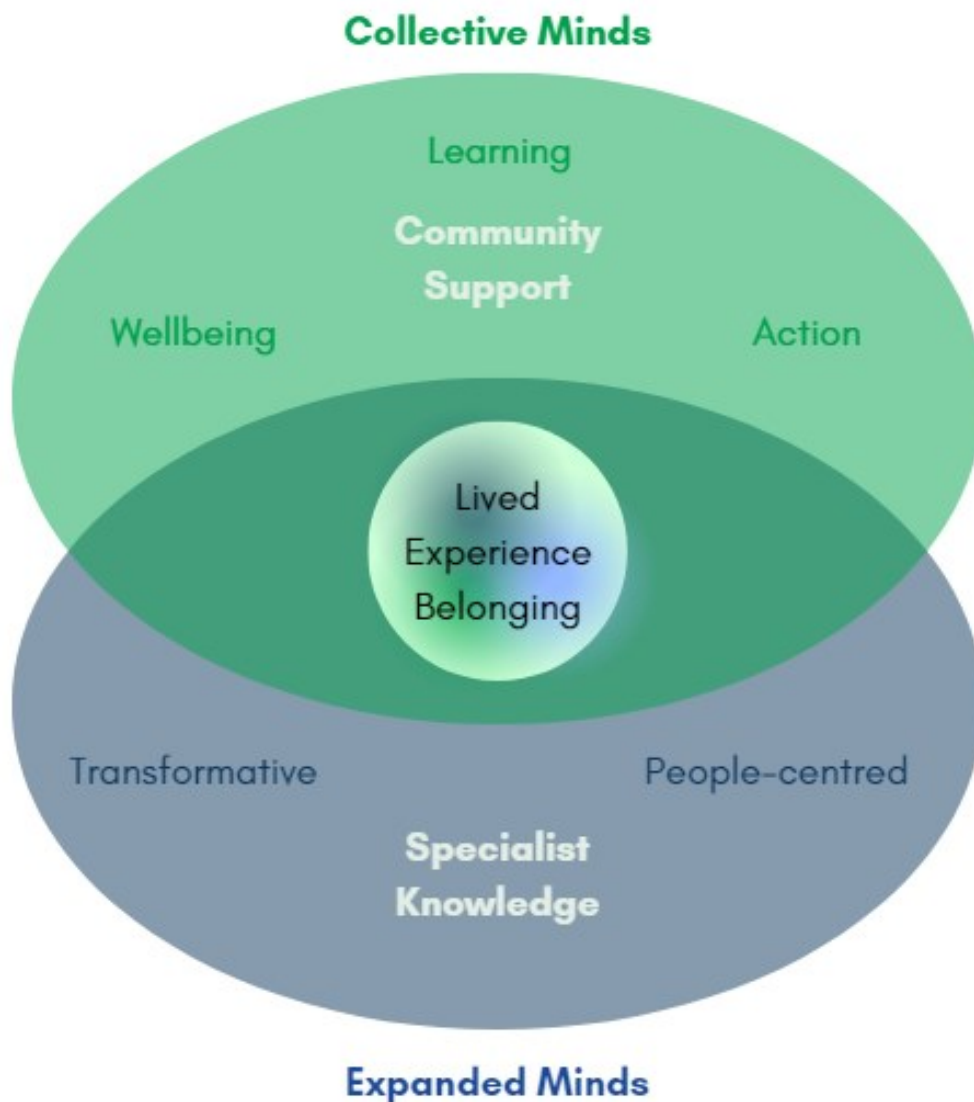 Collective Minds
Learning
Community
Support
Wellbeing
Action
Lived
Experience
Belonging
Transformative
People-centred
Specialist
Knowledge
Expanded Minds